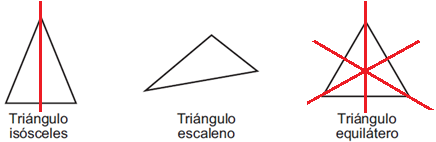 Triángulo
isósceles
Triángulo
escaleno
Triángulo
equilátero